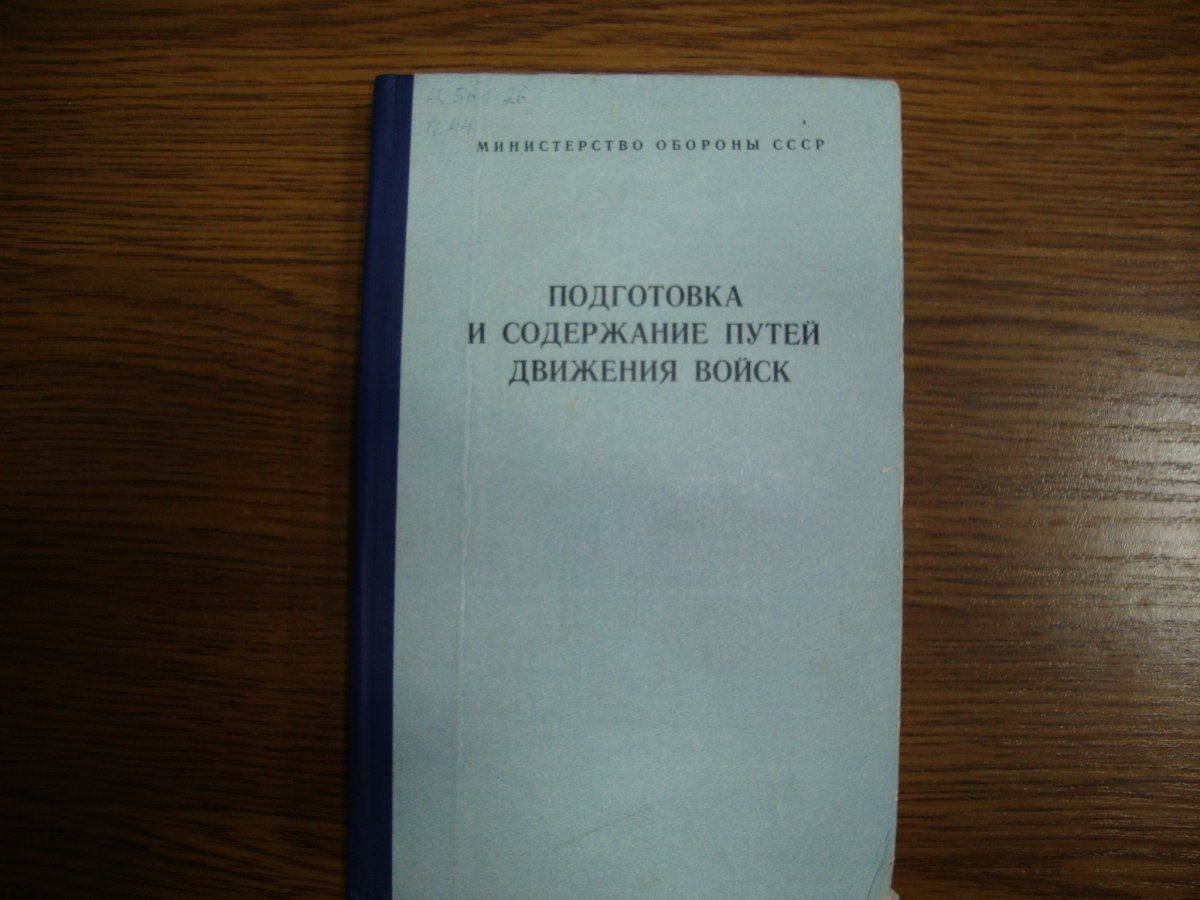 МИНИСТЕРСТВО ОБОРОНЫ СССР
ПОДГОТОВКА
И СОДЕРЖАНИЕ ПУТЕЙ
ДВИЖЕНИЯ ВОЙСК